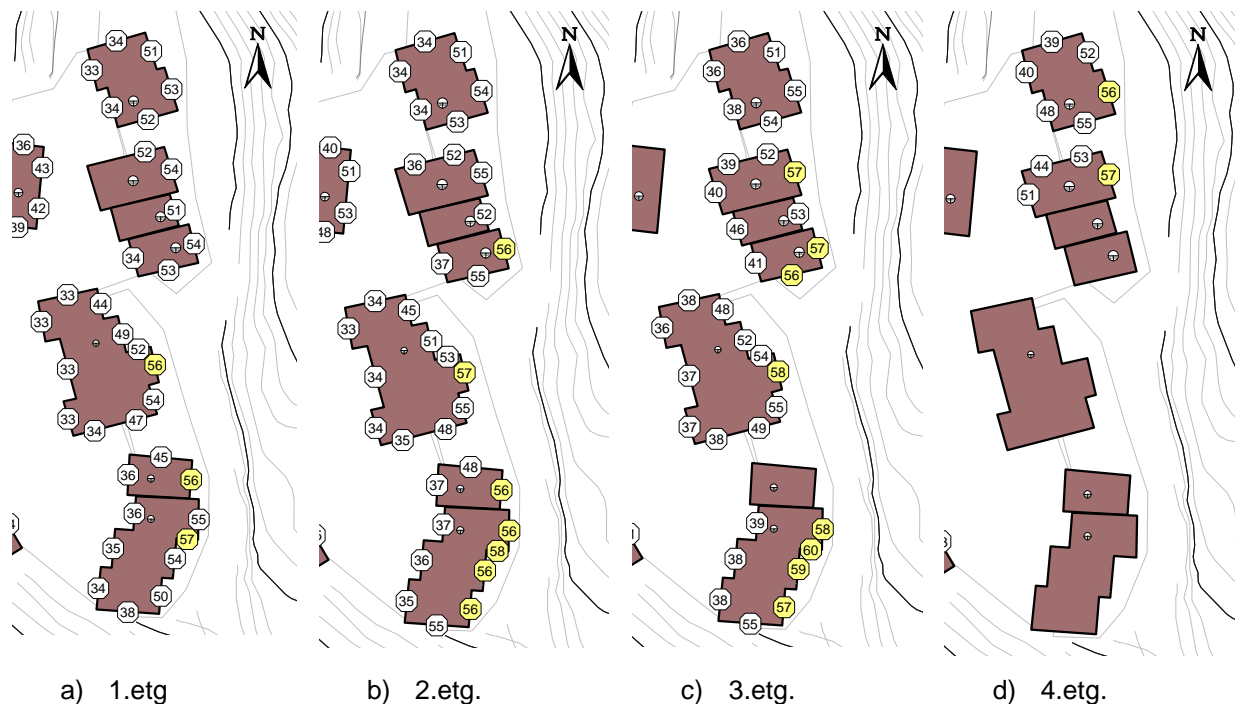 N N N N
34 51 33 53 34 52
36 43 42 39
52 54 51 54 34 53
33 44 33 49 52 56 33 54 33 34 47
45 36 56 36 55 57 35 54 34 50 38
34 51 34 54 34 53
40 51 53 48
36 52 55 52 56 37 55
34 45 33 51 53 57 34 55 34 35 48
48 37 56 37 56 58 36 56 35 56 55
36 51 36 55 38 54
39 52 57 40 53 46 57 41 56
38 48 36 52 54 58 37 55 37 38 49
39 58 60 38 59 38 57 55
39 52 40 56 48 55
44 53 57 51
a) 1.etg b) 2.etg. c) 3.etg. d) 4.etg.